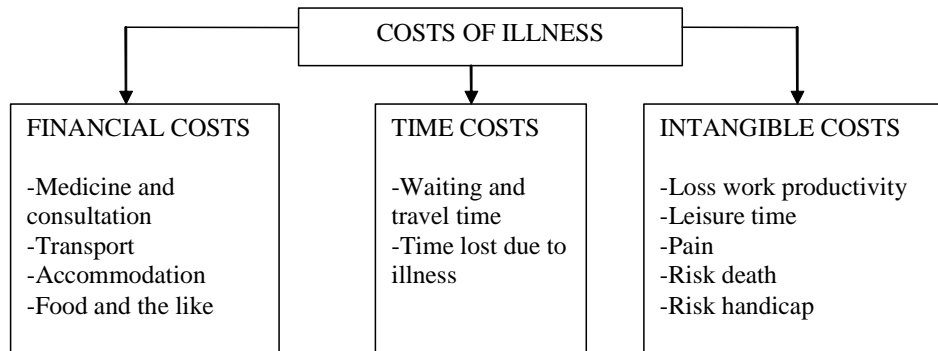 COSTS OF ILLNESS
FINANCIAL COSTS
-Medicine and
consultation
-Transport
-Accommodation
-Food and the like
TIME COSTS
-Waiting and
travel time
-Time lost due to
illness
INTANGIBLE COSTS
-Loss work productivity
-Leisure time
-Pain
-Risk death
-Risk handicap